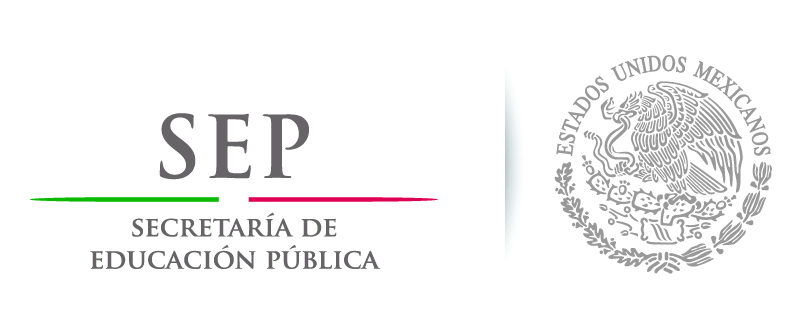 SEP
SECRETARÍA DE
EDUCACIÓN PÚBLICA
ESTADOS UNIDOS MEXICANOS